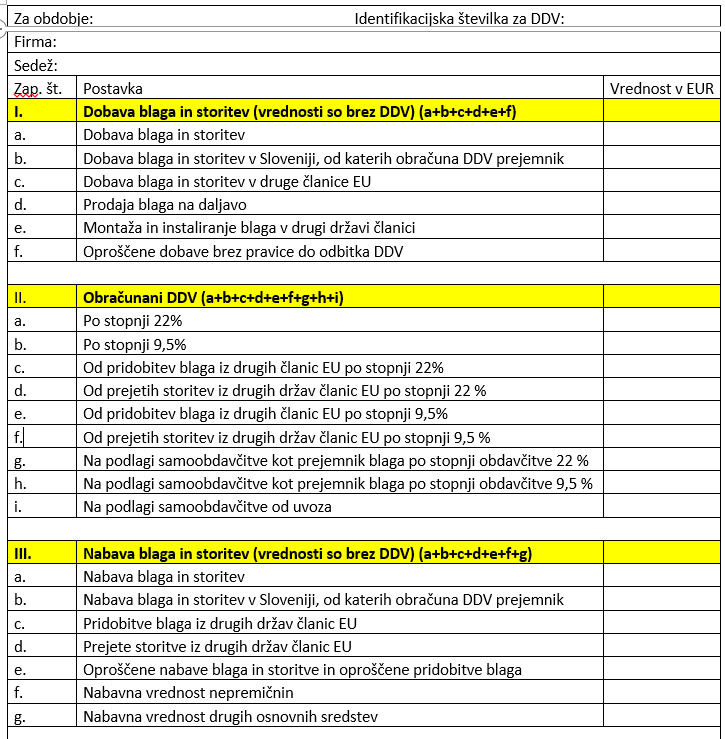 Za obdobje: Identifikacijska številka za DDV:
Firma:
Sedež:
Zap. št. Postavka Vrednost v EUR
I. Dobava blaga in storitev (vrednosti so brez DDV) (a+b+c+d+e+f)
a. Dobava blaga in storitev
b. Dobava blaga in storitev v Sloveniji, od katerih obračuna DDV prejemnik
c. Dobava blaga in storitev v druge članice EU
d. Prodaja blaga na daljavo
e. Montaža in instaliranje blaga v drugi državi članici
f. Oproščene dobave brez pravice do odbitka DDV
II. Obračunani DDV (a+b+c+d+e+f+g+h+i)
a. Po stopnji 22%
b. Po stopnji 9,5%
c. Od pridobitev blaga iz drugih članic EU po stopnji 22%
d. Od prejetih storitev iz drugih držav članic EU po stopnji 22 %
e. Od pridobitev blaga iz drugih članic EU po stopnji 9,5%
f. Od prejetih storitev iz drugih držav članic EU po stopnji 9,5 %
g. Na podlagi samoobdavčitve kot prejemnik blaga po stopnji obdavčitve 22 %
h. Na podlagi samoobdavčitve kot prejemnik blaga po stopnji obdavčitve 9,5 %
i. Na podlagi samoobdavčitve od uvoza
III. Nabava blaga in storitev (vrednosti so brez DDV) (a+b+c+d+e+f+g)
a. Nabava blaga in storitev
b. Nabava blaga in storitev v Sloveniji, od katerih obračuna DDV prejemnik
c. Pridobitve blaga iz drugih držav članic EU
d. Prejete storitve iz drugih držav članic EU
e. Oproščene nabave blaga in storitve in oproščene pridobitve blaga
f. Nabavna vrednost nepremičnin
g. Nabavna vrednost drugih osnovnih sredstev